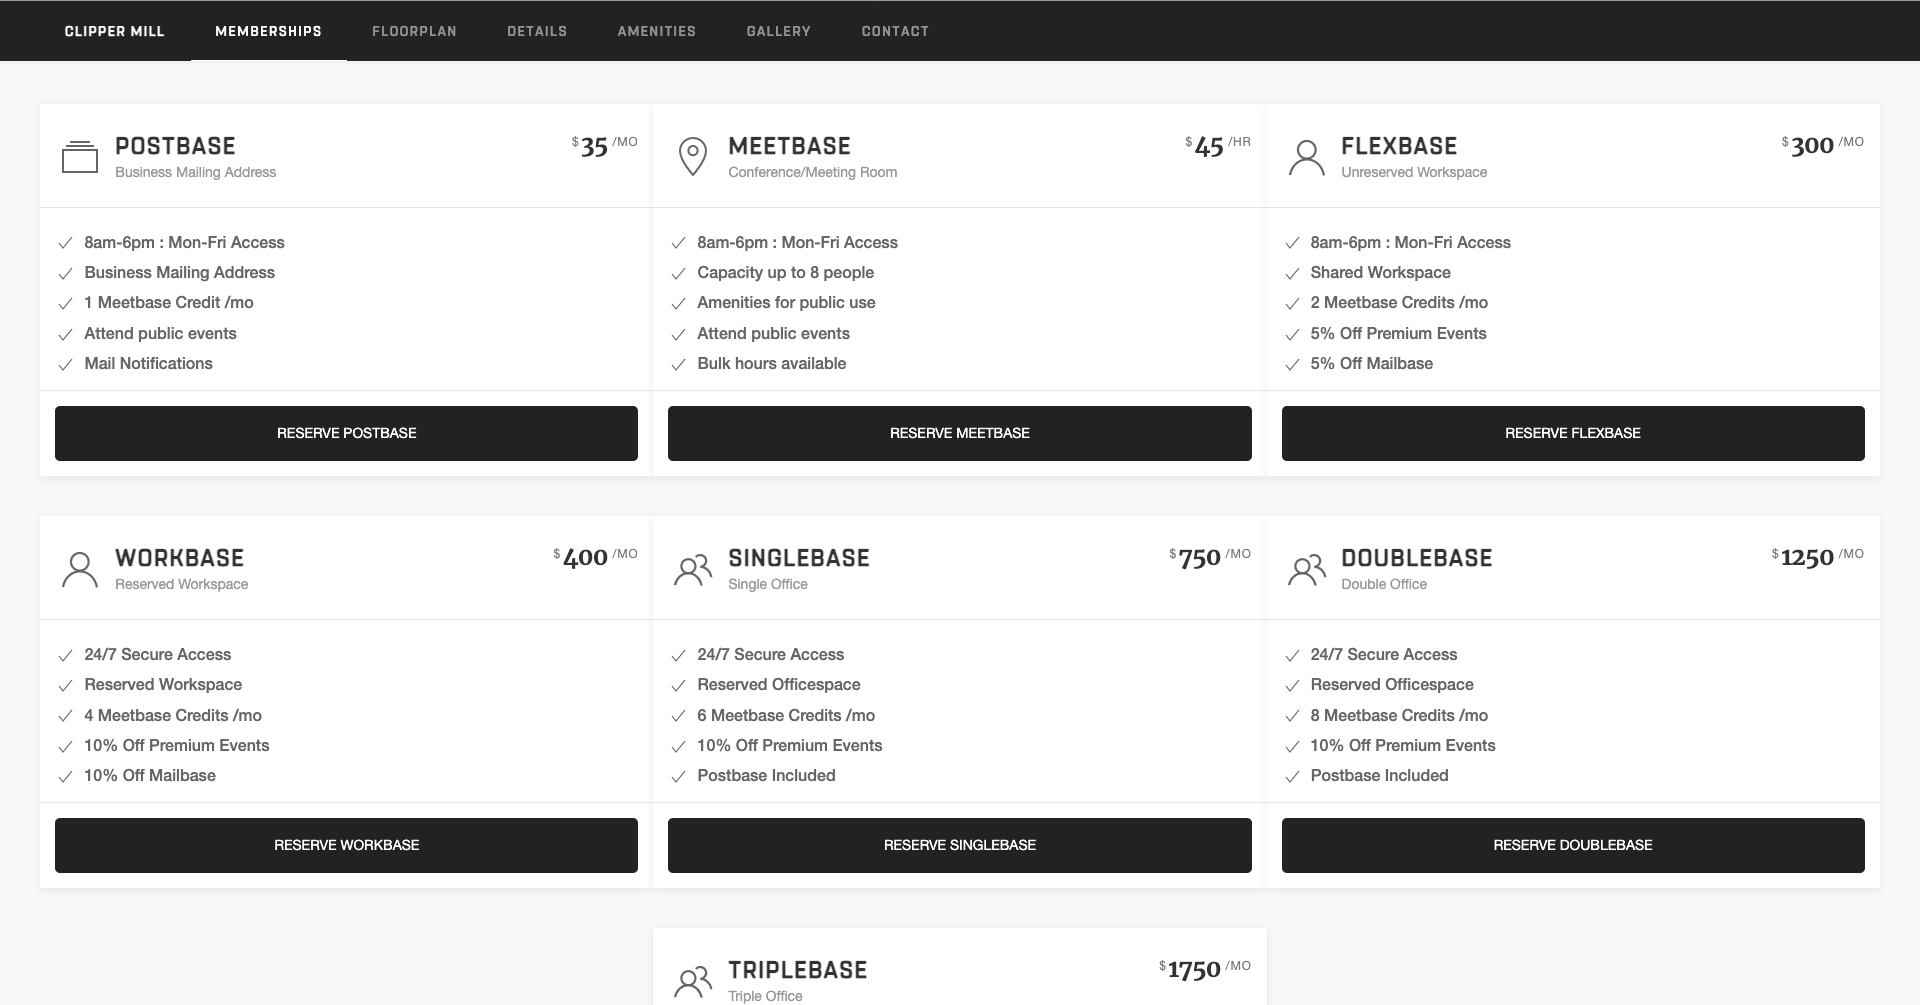 CLIPPER MILL MEMBERSHIPS FLOORPLAN DETAILS AMENITIES GALLERY CONTACT
POSTBASE
$35 /MO
Business Mailing Address
8am-6pm : Mon-Fri Access
Business Mailing Address
1 Meetbase Credit /mo
Attend public events
Mail Notifications
RESERVE POSTBASE
MEETBASE
$45 /HR
Conference/Meeting Room
8am-6pm : Mon-Fri Access
Capacity up to 8 people
Amenities for public use
Attend public events
Bulk hours available
RESERVE MEETBASE
FLEXBASE
$300 /MO
Unreserved Workspace
8am-6pm : Mon-Fri Access
Shared Workspace
2 Meetbase Credits /mo
5% Off Premium Events
5% Off Mailbase
RESERVE FLEXBASE
WORKBASE
$400 /MO
Reserved Workspace
24/7 Secure Access
Reserved Workspace
4 Meetbase Credits /mo
10% Off Premium Events
10% Off Mailbase
RESERVE WORKBASE
SINGLEBASE
$750 /MO
Single Office
24/7 Secure Access
Reserved Officespace
6 Meetbase Credits /mo
10% Off Premium Events
Postbase Included
RESERVE SINGLEBASE
DOUBLEBASE
$1250 /MO
Double Office
24/7 Secure Access
Reserved Officespace
8 Meetbase Credits /mo
10% Off Premium Events
Postbase Included
RESERVE DOUBLEBASE
TRIPLEBASE
$1750 /MO
Triple Office